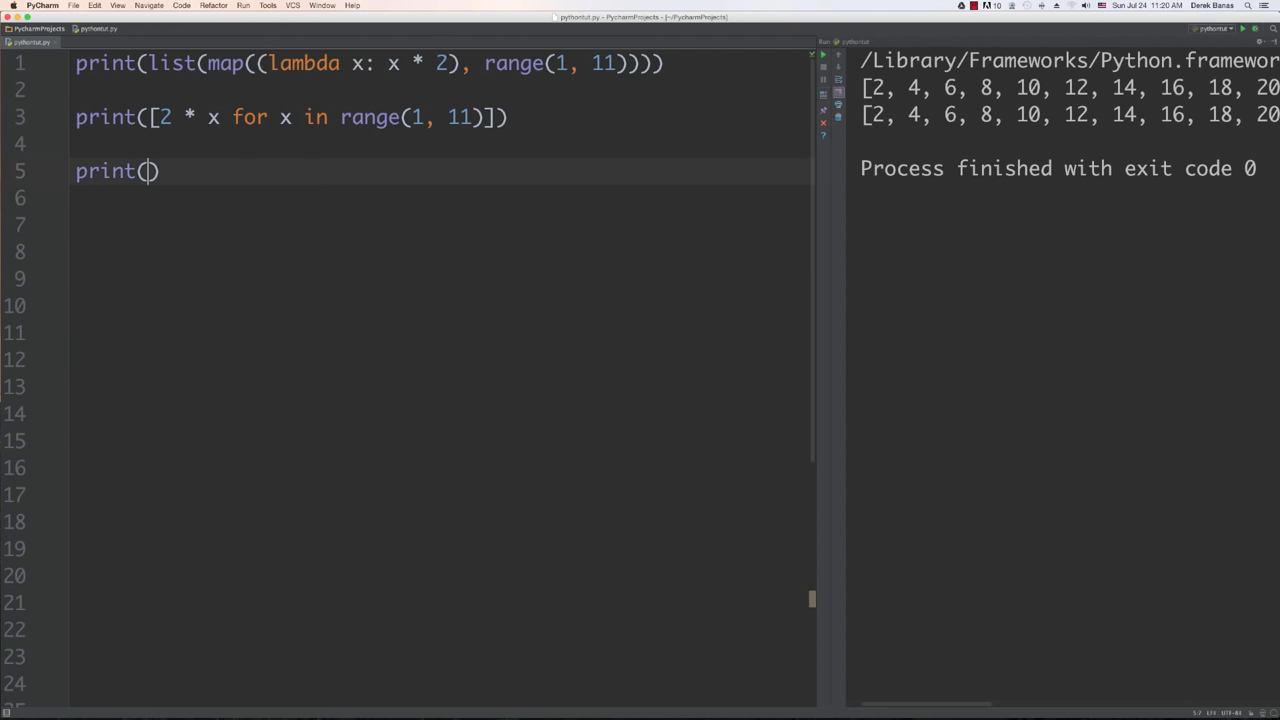 PyCharm File Edit View Navigate Code Refactor Run Tools VCS Window Help 10 Sun Jul 24 11:20 AM Derek Banas
pythontut.py - PycharmProjects - [~/PycharmProjects]
PycharmProjects pythontut.py pythontut
pythontut.py
Run: pythontut
1 print(list(map((lambda x: x * 2), range(1, 11))))
2
3 print([2 * x for x in range(1, 11)])
4
5 print()
6
7
8
9
10
11
12
13
14
15
16
17
18
19
20
21
22
23
24
/Library/Frameworks/Python.framewor
[2, 4, 6, 8, 10, 12, 14, 16, 18, 20
[2, 4, 6, 8, 10, 12, 14, 16, 18, 20
Process finished with exit code 0
5:7 LF÷ UTF-8÷